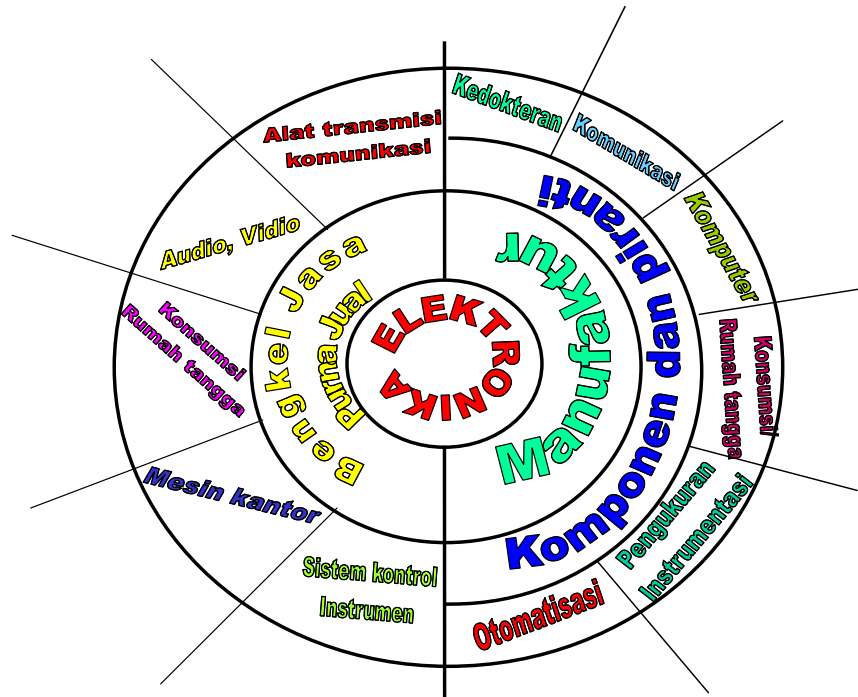 ELEKTRONIKA
Manufaktur
Komponen dan piranti
Kedokteran
Komunikasi
Komputer
Konsumsil
Rumah tangga
Pengukuran
Instrumentasi
Otomatisasi
Bengkel Jasa
Purna Jual
Alat transmisi
komunikasi
Audio, Vidio
Konsumsi
Rumah tangga
Mesin kantor
Sistem kontrol
Instrumen